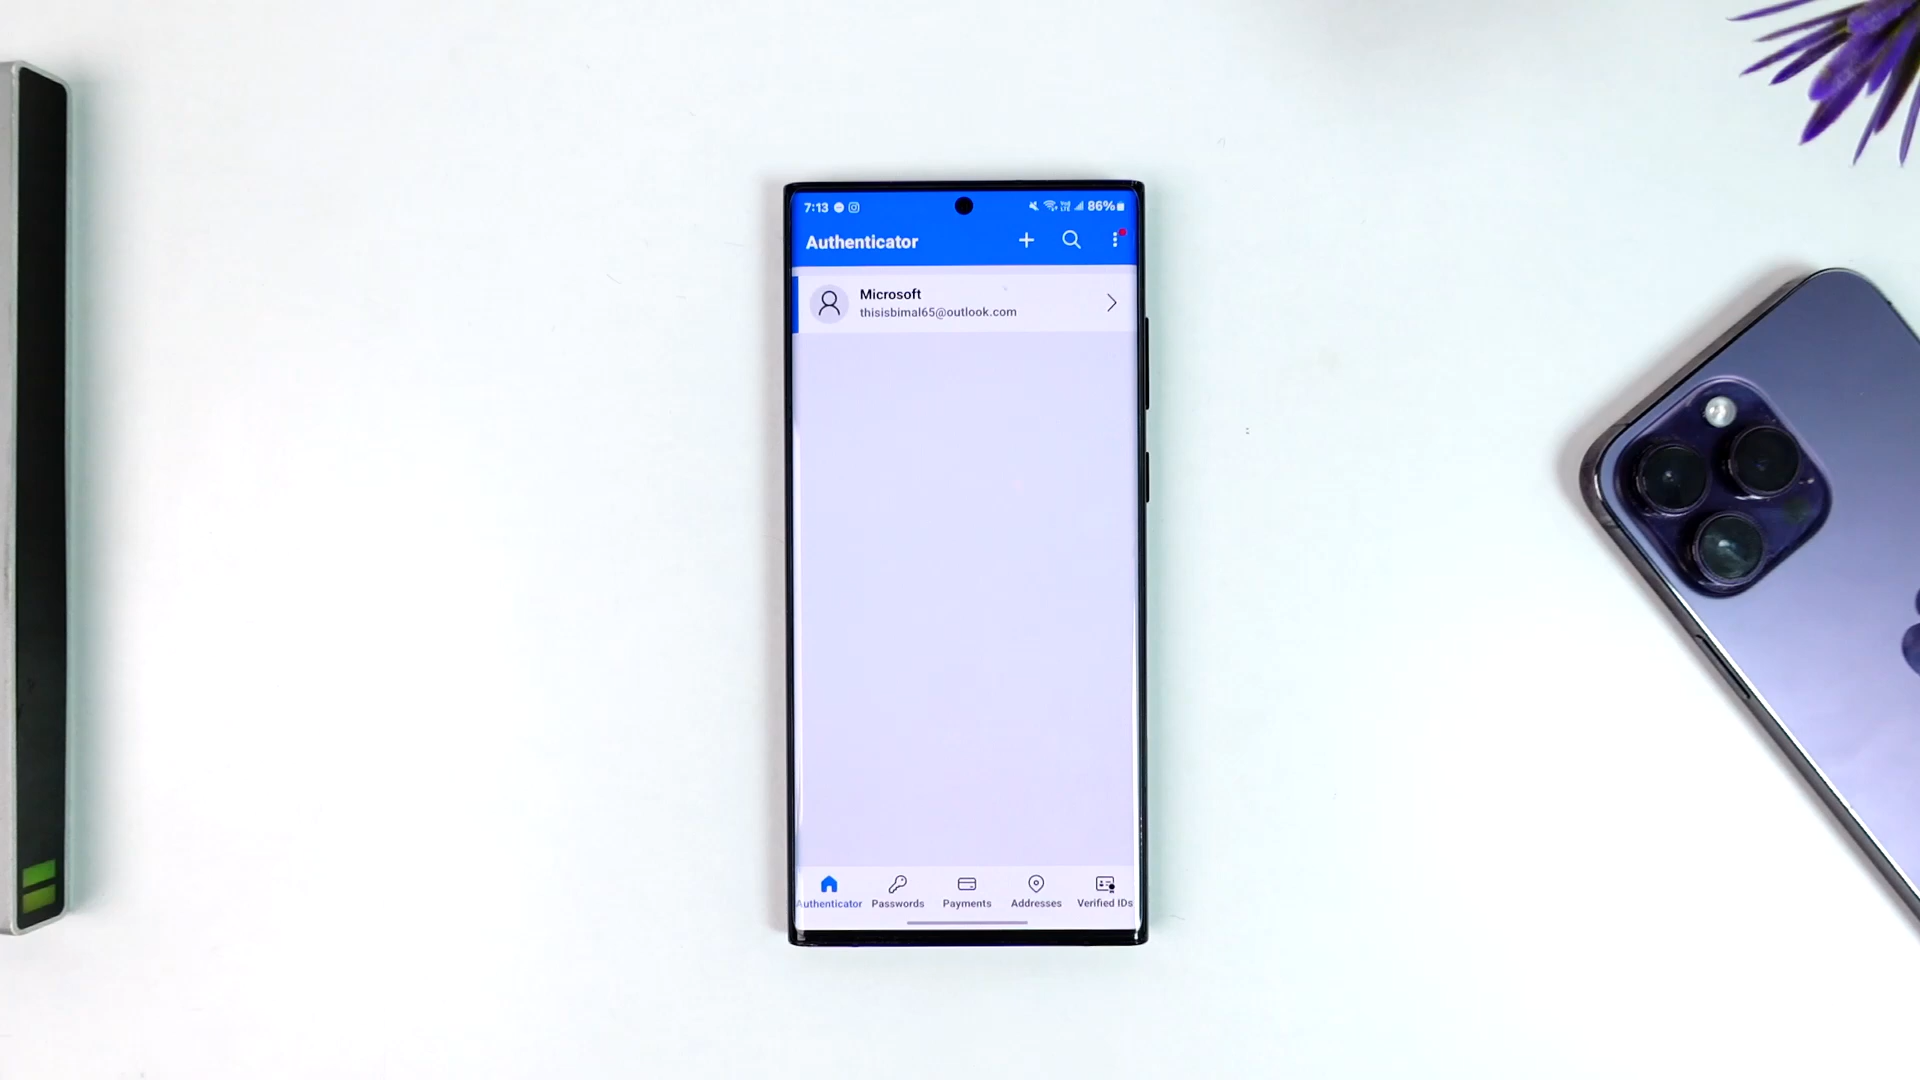 7:13 86%
Authenticator
Microsoft
thisisbimal65@outlook.com
Authenticator Passwords Payments Addresses Verified IDs